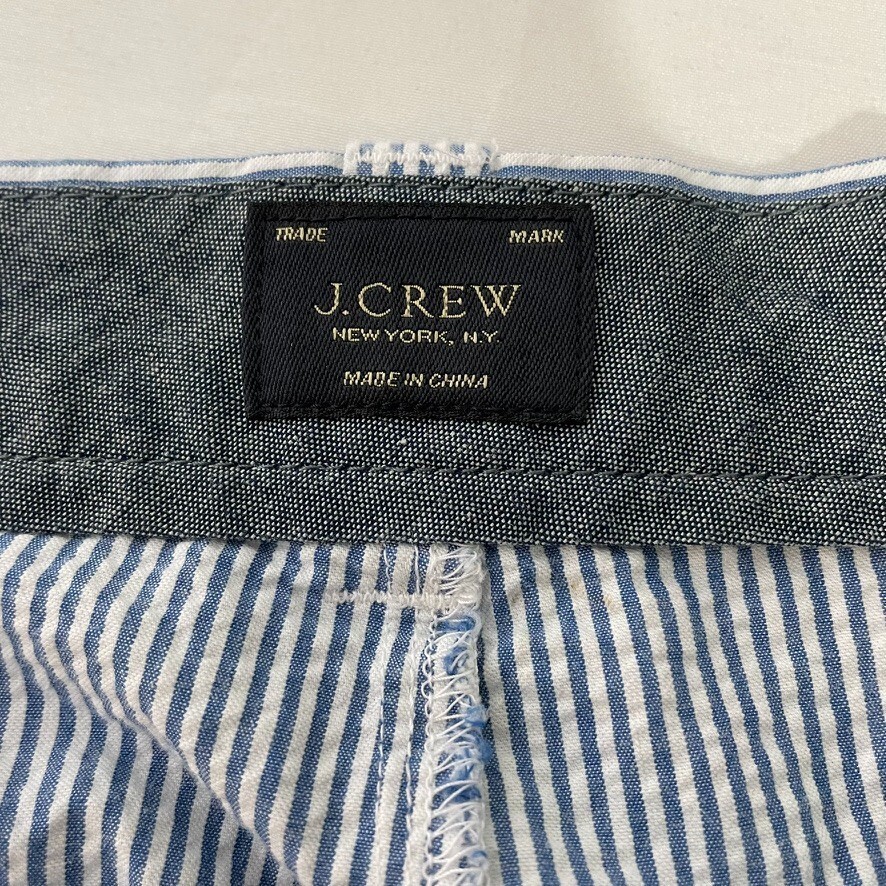 TRADE MARK
J.CREW
NEW YORK, N.Y.
MADE IN CHINA